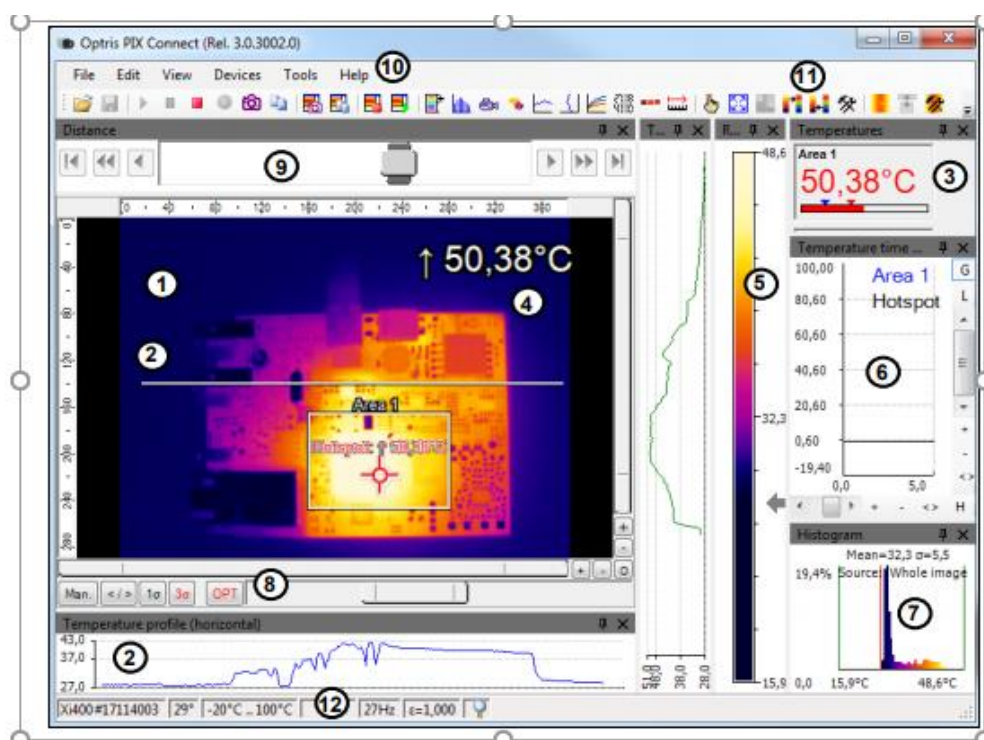 Optris PIX Connect (Rel. 3.0.3002.0)
File Edit View Devices Tools Help 10
11
Distance
T... R...
Temperatures
9
48,6
Area 1
50,38°C
3
0 40 80 120 160 200 240 320 360
↑ 50,38°C
Temperature time ...
1
4
5
100,00
Area 1
G
Hotspot
L
80,60
60,60
2
40,60
6
Area 1
20,60
32,3
0,60
-19,40
0,0 5,0
+ - <> H
Histogram
Mean=32,3 σ=5,5
19,4% Source: Whole image
7
Man. < / > 1σ 3σ OPT 8
Temperature profile (horizontal)
43,0
37,0
2
27,0
48,0 38,0 28,0
15,9
0,0 15,9°C 48,6°C
Xi400#17114003 29° -20°C .. 100°C 12 27Hz ε=1,000